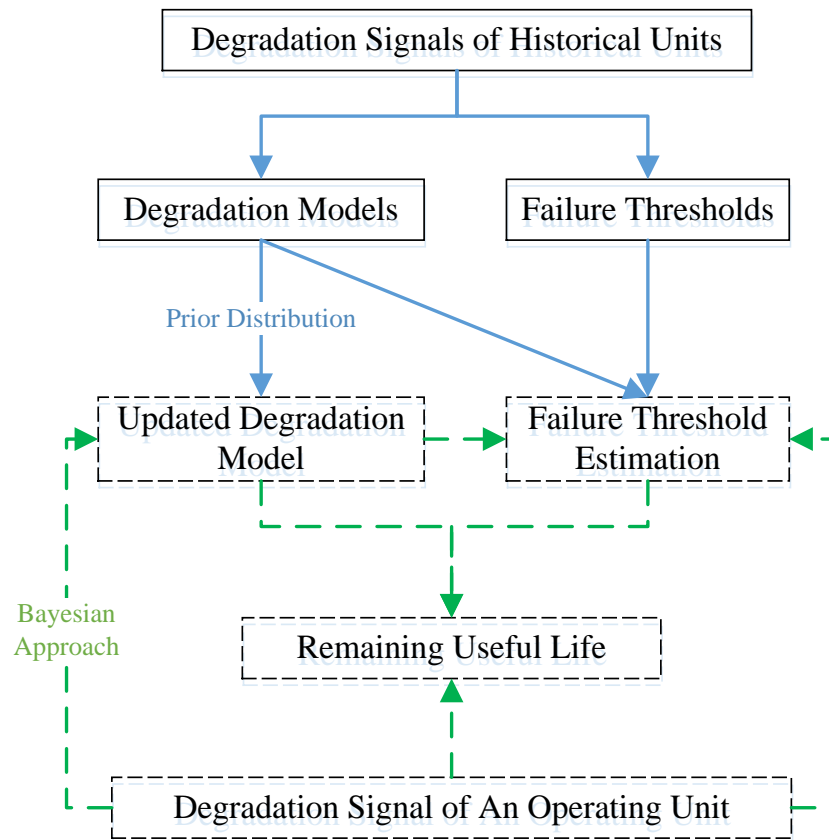 Degradation Signals of Historical Units
Degradation Models
Failure Thresholds
Prior Distribution
Updated Degradation
Model
Failure Threshold
Estimation
Bayesian
Approach
Remaining Useful Life
Degradation Signal of An Operating Unit